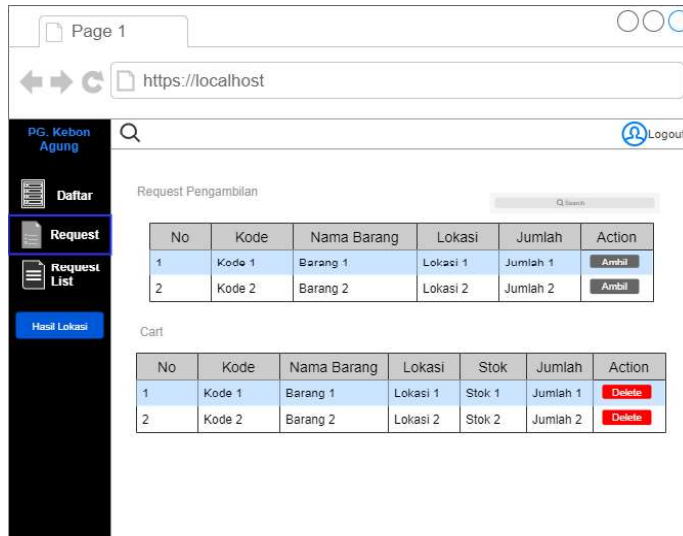 Page 1
https://localhost
PG. Kebon
Agung
Logout
Daftar
Request
Request
List
Hasil Lokasi
Request Pengambilan
Search
No Kode Nama Barang Lokasi Jumlah Action
1 Kode 1 Barang 1 Lokasi 1 Jumlah 1 Ambil
2 Kode 2 Barang 2 Lokasi 2 Jumlah 2 Ambil
Cart
No Kode Nama Barang Lokasi Stok Jumlah Action
1 Kode 1 Barang 1 Lokasi 1 Stok 1 Jumlah 1 Delete
2 Kode 2 Barang 2 Lokasi 2 Stok 2 Jumlah 2 Delete